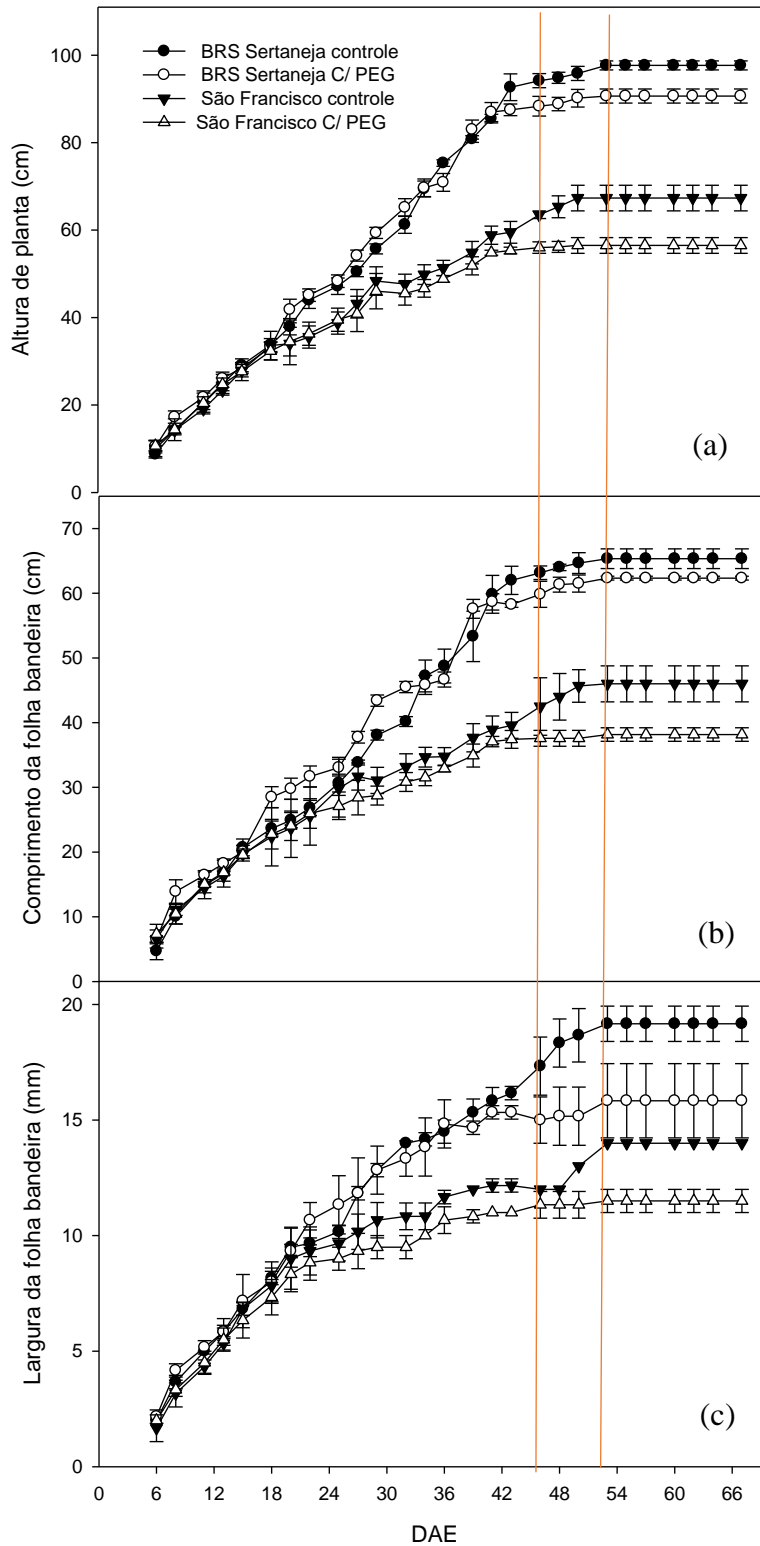 BRS Sertaneja controle
BRS Sertaneja C/ PEG
São Francisco controle
São Francisco C/ PEG
Altura de planta (cm)
100
80
60
40
20
0
(a)
Comprimento da folha bandeira (cm)
70
60
50
40
30
20
10
0
(b)
Largura da folha bandeira (mm)
20
15
10
5
0
(c)
0 6 12 18 24 30 36 42 48 54 60 66
DAE